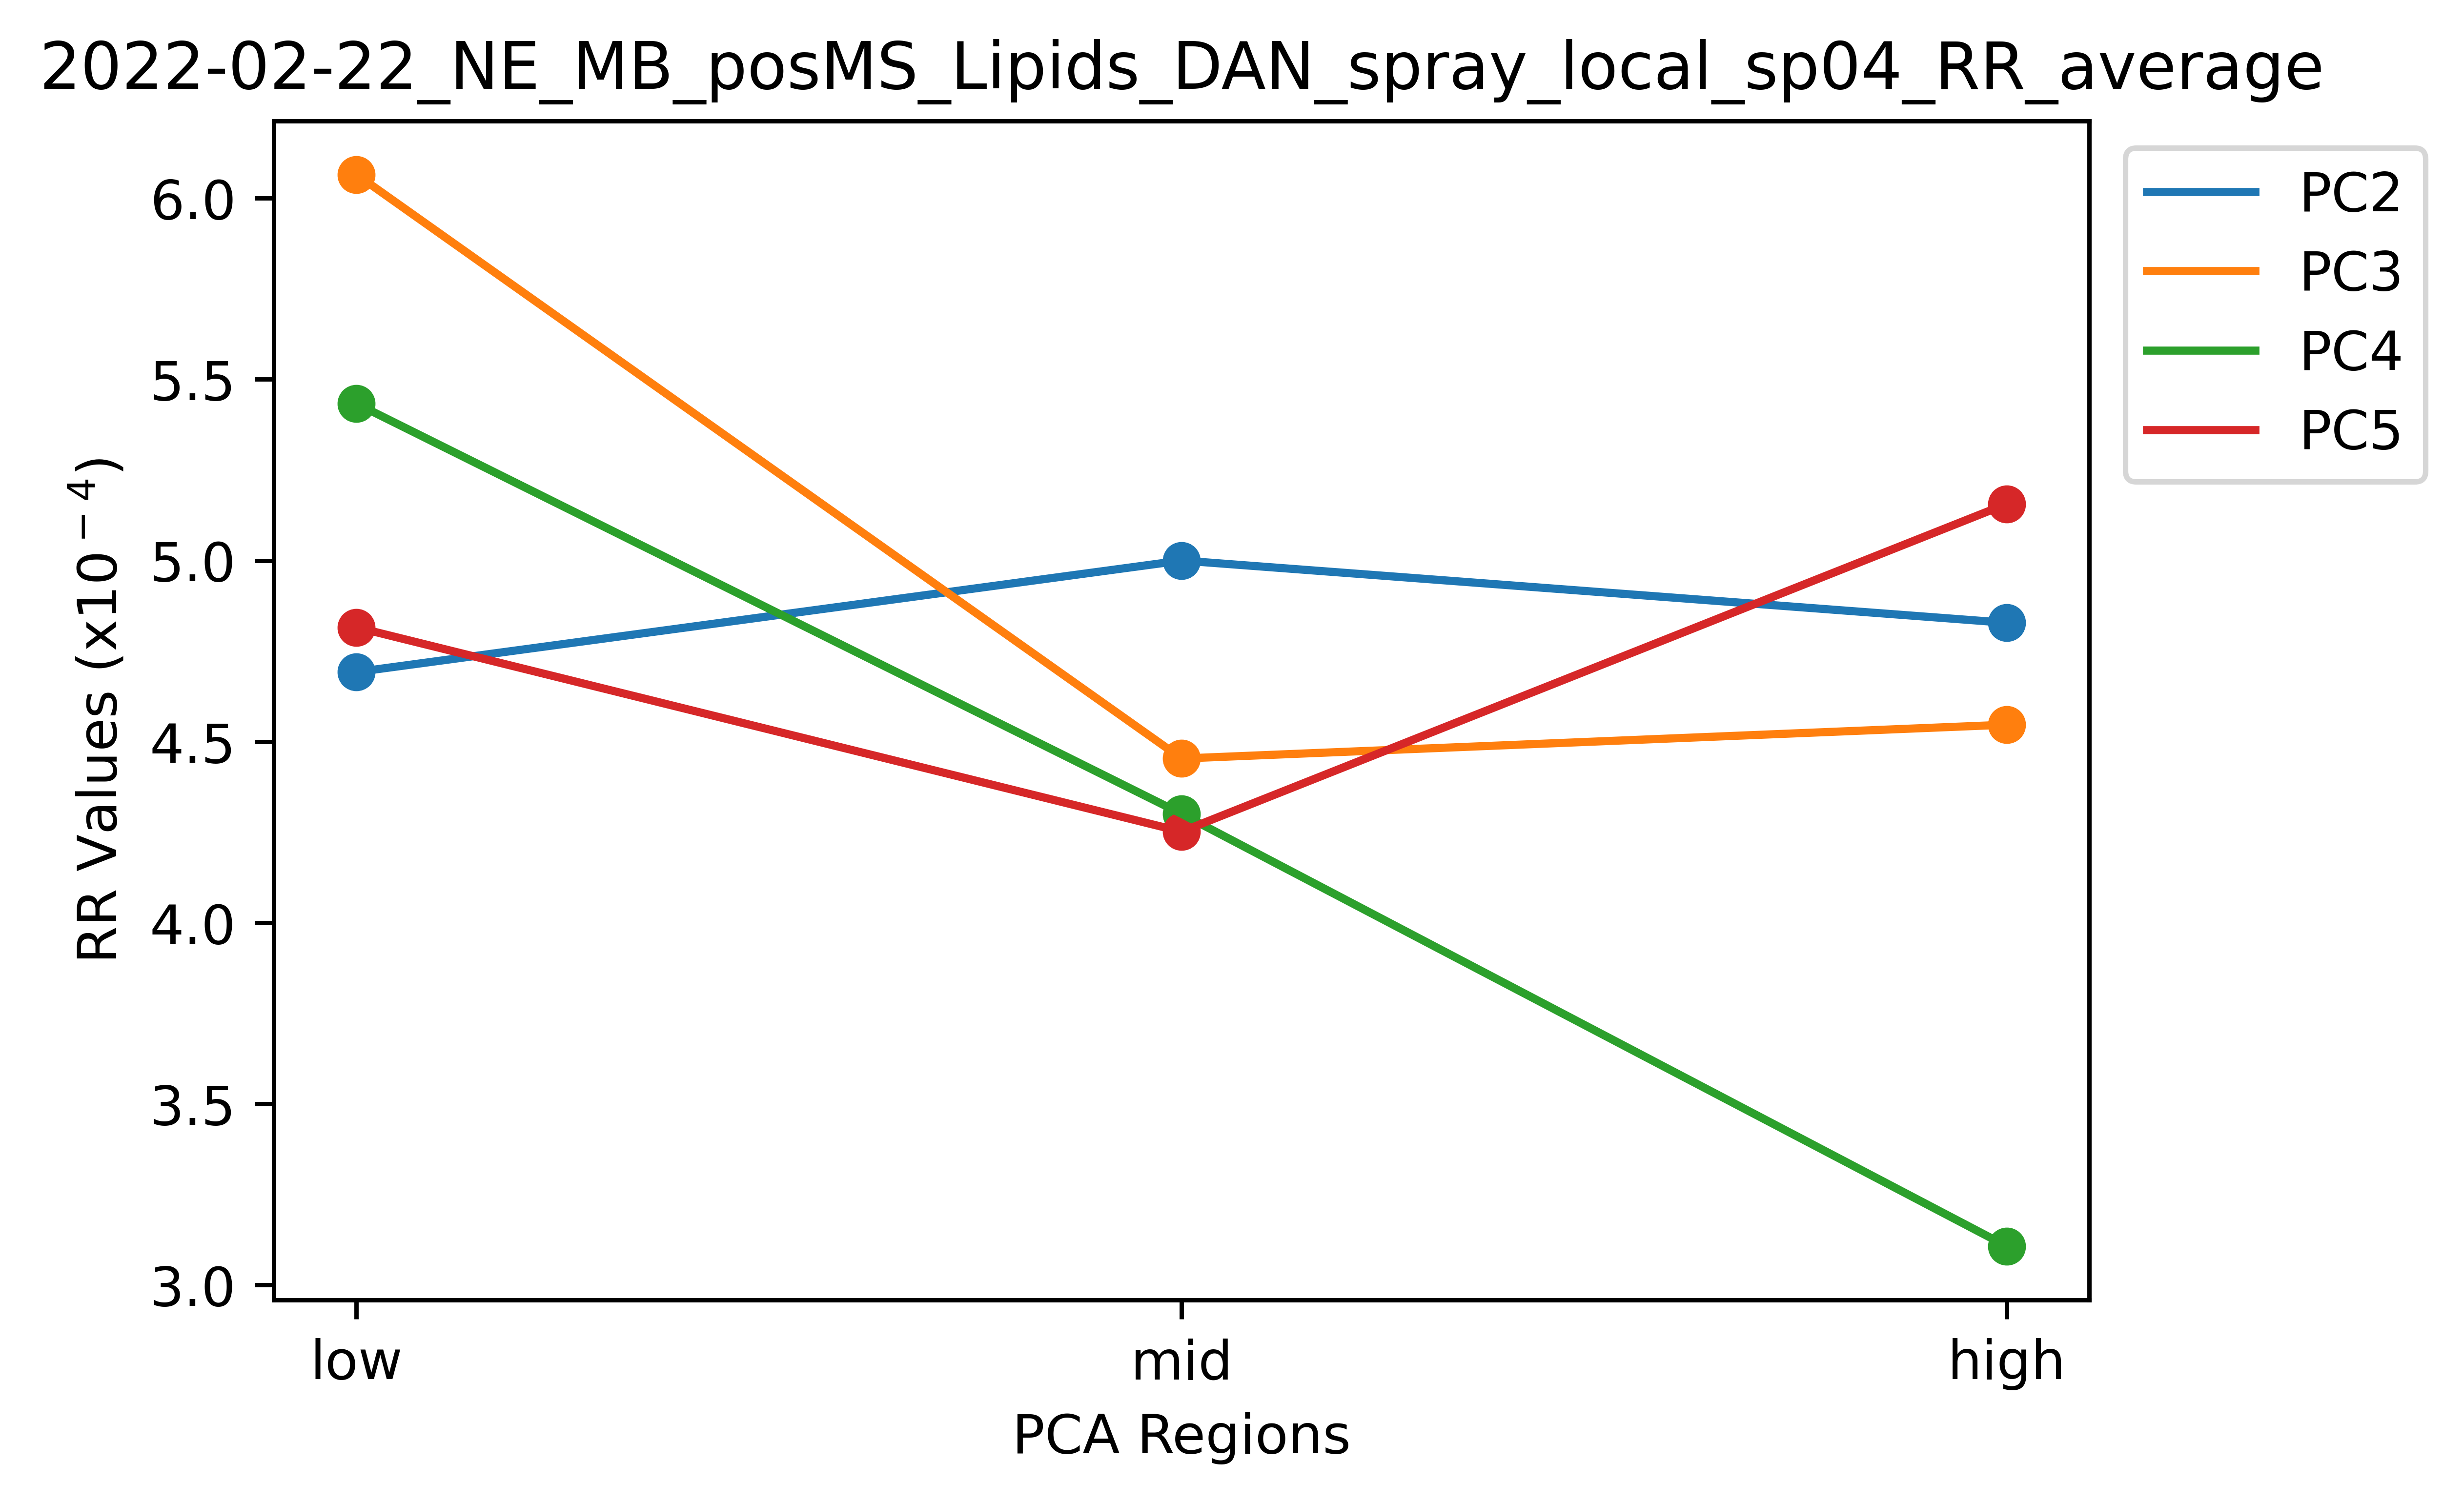 2022-02-22_NE_MB_posMS_Lipids_DAN_spray_local_sp04_RR_average
PC2
PC3
PC4
PC5
RR Values (x10⁻⁴)
6.0
5.5
5.0
4.5
4.0
3.5
3.0
low mid high
PCA Regions